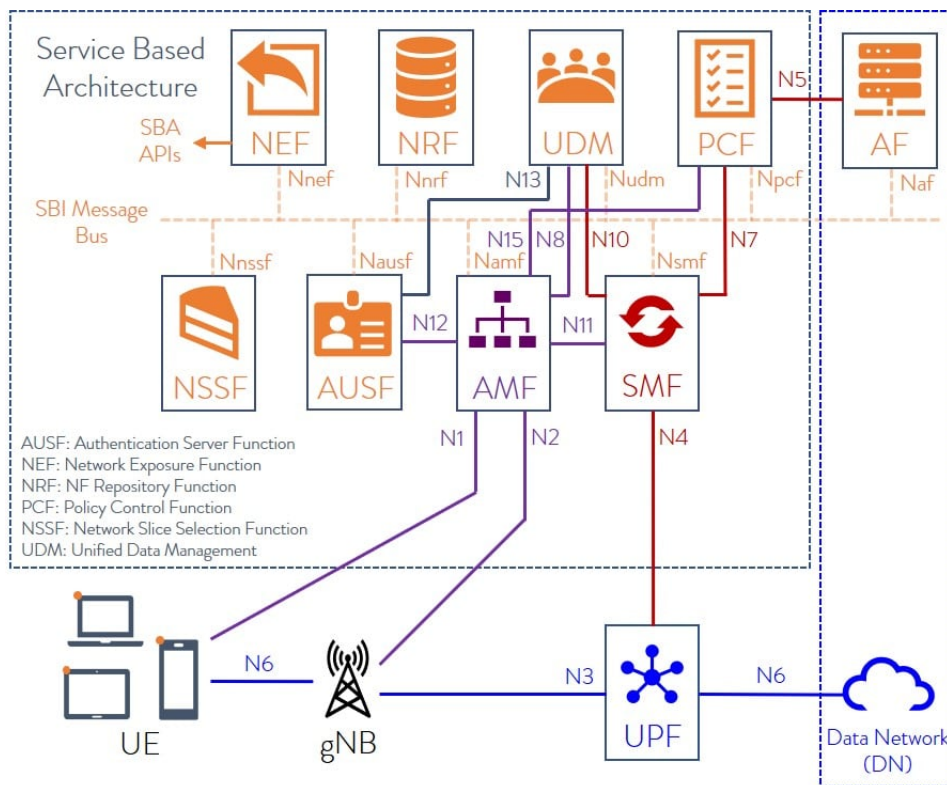 Service Based
Architecture
NEF
NRF
UDM
PCF
N5
AF
SBA
APIs
Nnef
Nnrf
N13
Nudm
Npcf
Naf
SBI Message
Bus
N15
N8
N10
N7
Nnssf
Nausf
Namf
Nsmf
NSSF
AUSF
N12
AMF
N11
SMF
N1
N2
N4
AUSF: Authentication Server Function
NEF: Network Exposure Function
NRF: NF Repository Function
PCF: Policy Control Function
NSSF: Network Slice Selection Function
UDM: Unified Data Management
N6
N3
N6
UE
gNB
UPF
Data Network
(DN)